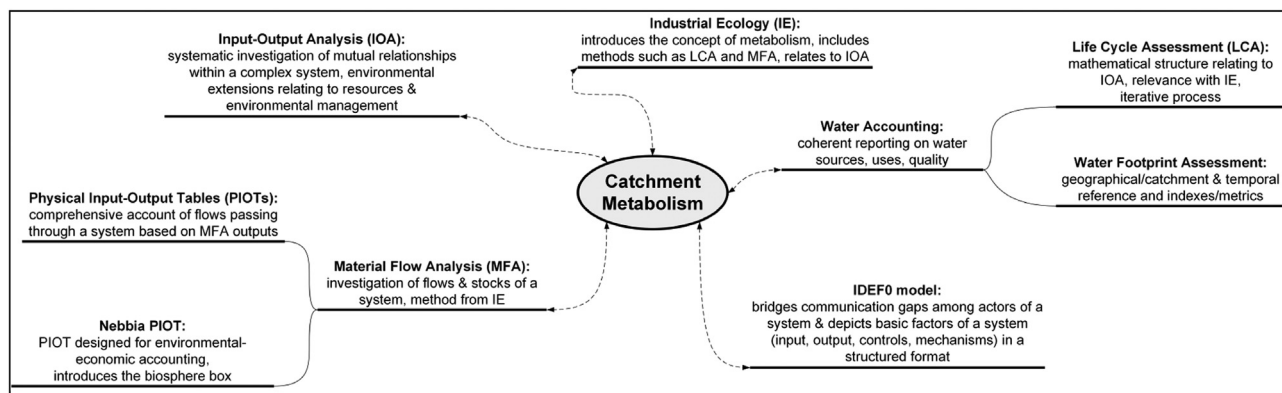 Input-Output Analysis (IOA):
systematic investigation of mutual relationships
within a complex system, environmental
extensions relating to resources &
environmental management
Industrial Ecology (IE):
introduces the concept of metabolism, includes
methods such as LCA and MFA, relates to IOA
Life Cycle Assessment (LCA):
mathematical structure relating to
IOA, relevance with IE,
iterative process
Water Accounting:
coherent reporting on water
sources, uses, quality
Water Footprint Assessment:
geographical/catchment & temporal
reference and indexes/metrics
Catchment
Metabolism
Physical Input-Output Tables (PIOTs):
comprehensive account of flows passing
through a system based on MFA outputs
Material Flow Analysis (MFA):
investigation of flows & stocks of a
system, method from IE
Nebbia PIOT:
PIOT designed for environmental-
economic accounting,
introduces the biosphere box
IDEF0 model:
bridges communication gaps among actors of
a system & depicts basic factors of a system
(input, output, controls, mechanisms) in a
structured format